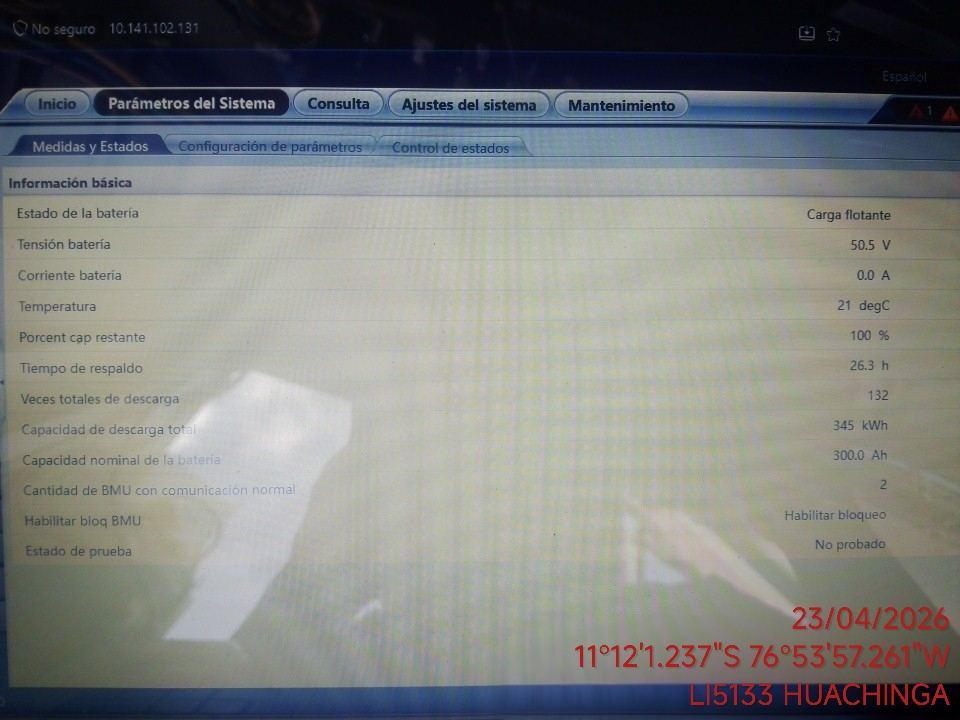 No seguro 10.141.102.131
Español
Inicio Parámetros del Sistema Consulta Ajustes del sistema Mantenimiento 1
Medidas y Estados Configuración de parámetros Control de estados
Información básica
Estado de la batería Carga flotante
Tensión batería 50.5 V
Corriente batería 0.0 A
Temperatura 21 degC
Porcent cap restante 100 %
Tiempo de respaldo 26.3 h
Veces totales de descarga 132
Capacidad de descarga total 345 kWh
Capacidad nominal de la batería 300.0 Ah
Cantidad de BMU con comunicación normal 2
Habilitar bloq BMU Habilitar bloqueo
Estado de prueba No probado
23/04/2026
11°12'1.237"S 76°53'57.261"W
LI5133 HUACHINGA